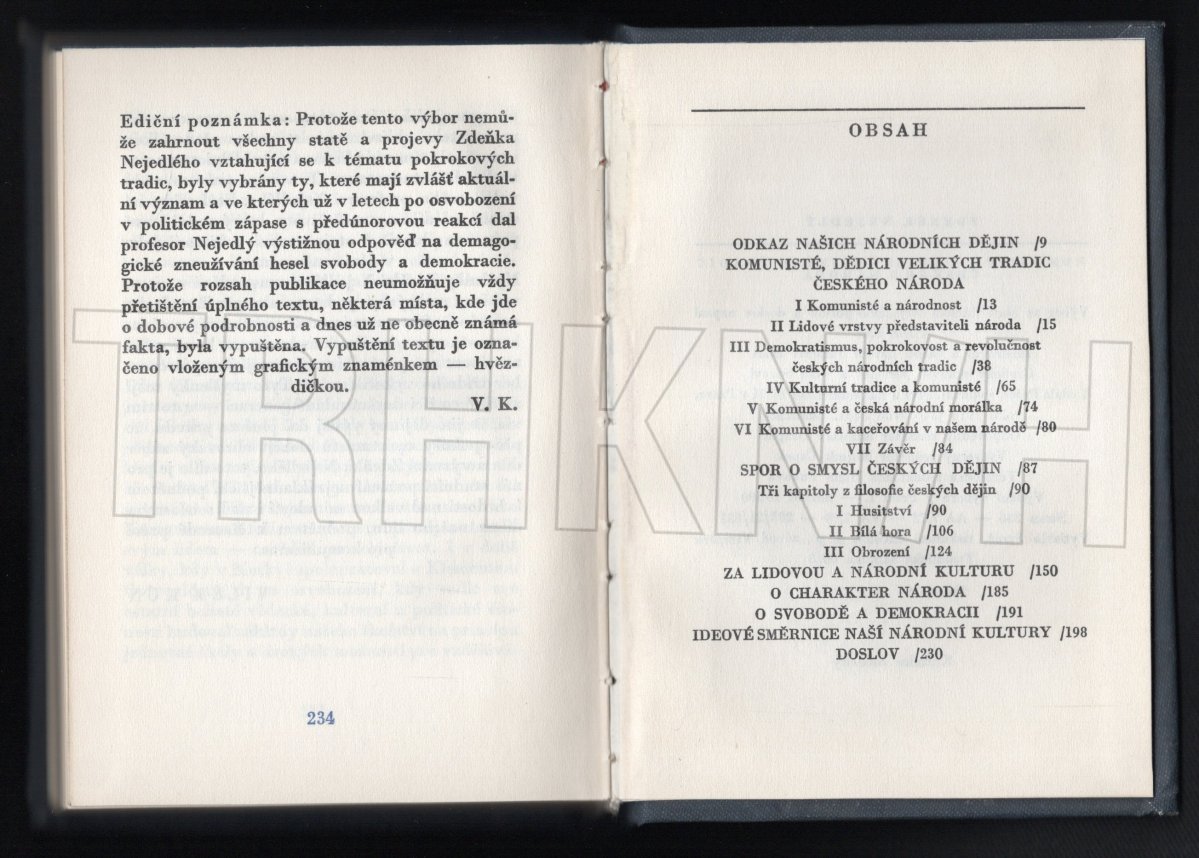 Ediční poznámka: Protože tento výbor nemů-
že zahrnout všechny statě a projevy Zdeňka
Nejedlého vztahující se k tématu pokrokových
tradic, byly vybrány ty, které mají zvlášť aktuál-
ní význam a ve kterých už v letech po osvobození
v politickém zápase s předúnorovou reakcí dal
profesor Nejedlý výstižnou odpověď na demago-
gické zneužívání hesel svobody a demokracie.
Protože rozsah publikace neumožňuje vždy
přetištění úplného textu, některá místa, kde jde
o dobové podrobnosti a dnes už ne obecně známá
fakta, byla vypuštěna. Vypuštění textu je ozna-
čeno vloženým grafickým znaménkem — hvěz-
dičkou.
V. K.
234
OBSAH
ODKAZ NAŠICH NÁRODNÍCH DĚJIN /9
KOMUNISTÉ, DĚDICI VELIKÝCH TRADIC
ČESKÉHO NÁRODA
I Komunisté a národnost /13
II Lidové vrstvy představiteli národa /15
III Demokratismus, pokrokovost a revolučnost
českých národních tradic /38
IV Kulturní tradice a komunisté /65
V Komunisté a česká národní morálka /74
VI Komunisté a kaceřování v našem národě /80
VII Závěr /84
SPOR O SMYSL ČESKÝCH DĚJIN /87
Tři kapitoly z filosofie českých dějin /90
I Husitství /90
II Bílá hora /106
III Obrození /124
ZA LIDOVOU A NÁRODNÍ KULTURU /150
O CHARAKTER NÁRODA /185
O SVOBODĚ A DEMOKRACII /191
IDEOVÉ SMĚRNICE NAŠÍ NÁRODNÍ KULTURY /198
DOSLOV /230
TRHKNIH